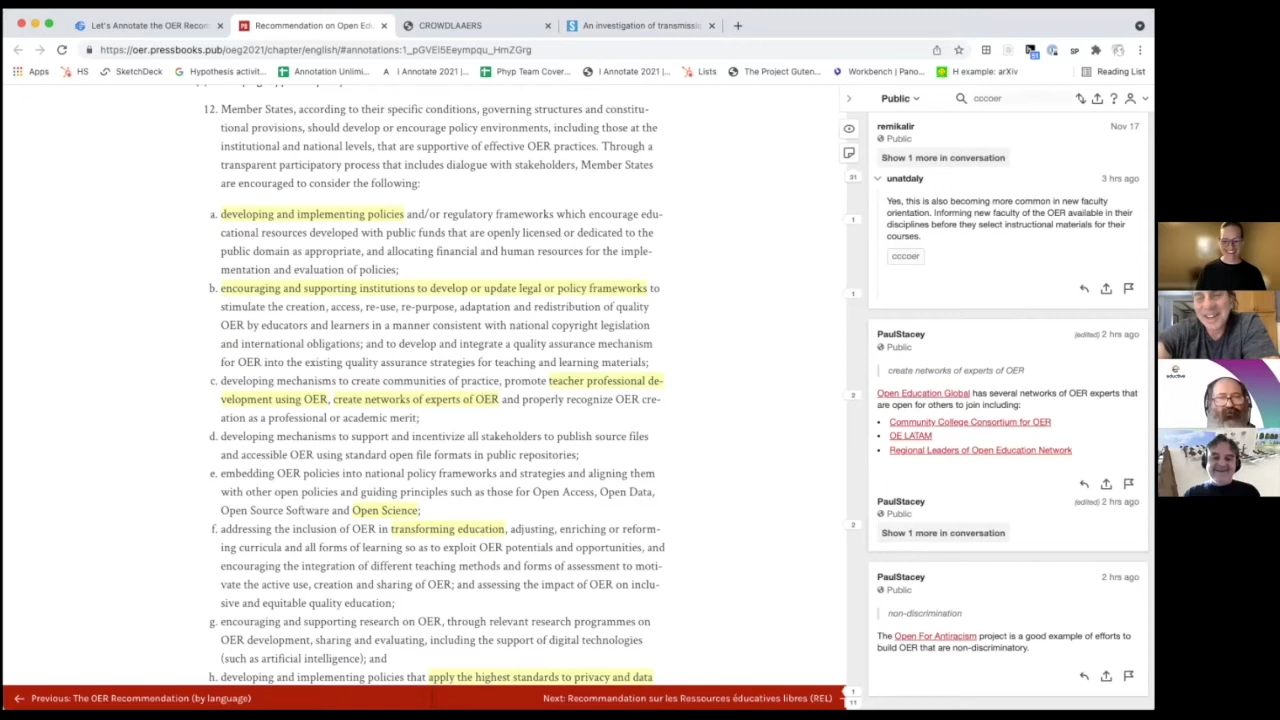 Let's Annotate the OER Recom
Recommendation on Open Edu
CROWDLAAERS
An investigation of transmissio
https://oer.pressbooks.pub/oeg2021/chapter/english/#annotations:1_pGVEl5Eeympqu_HmZGrg
Apps
HS
SketchDeck
Hypothesis activit...
Annotation Unlimi...
I Annotate 2021 |...
Phyp Team Cover...
I Annotate 2021 |...
Lists
The Project Guten...
Workbench | Pano...
H example: arXiv
Reading List
12. Member States, according to their specific conditions, governing structures and constitu-
tional provisions, should develop or encourage policy environments, including those at the
institutional and national levels, that are supportive of effective OER practices. Through a
transparent participatory process that includes dialogue with stakeholders, Member States
are encouraged to consider the following:
a. developing and implementing policies and/or regulatory frameworks which encourage edu-
cational resources developed with public funds that are openly licensed or dedicated to the
public domain as appropriate, and allocating financial and human resources for the imple-
mentation and evaluation of policies;
b. encouraging and supporting institutions to develop or update legal or policy frameworks to
stimulate the creation, access, re-use, re-purpose, adaptation and redistribution of quality
OER by educators and learners in a manner consistent with national copyright legislation
and international obligations; and to develop and integrate a quality assurance mechanism
for OER into the existing quality assurance strategies for teaching and learning materials;
c. developing mechanisms to create communities of practice, promote teacher professional de-
velopment using OER, create networks of experts of OER and properly recognize OER cre-
ation as a professional or academic merit;
d. developing mechanisms to support and incentivize all stakeholders to publish source files
and accessible OER using standard open file formats in public repositories;
e. embedding OER policies into national policy frameworks and strategies and aligning them
with other open policies and guiding principles such as those for Open Access, Open Data,
Open Source Software and Open Science;
f. addressing the inclusion of OER in transforming education, adjusting, enriching or reform-
ing curricula and all forms of learning so as to exploit OER potentials and opportunities, and
encouraging the integration of different teaching methods and forms of assessment to moti-
vate the active use, creation and sharing of OER; and assessing the impact of OER on inclu-
sive and equitable quality education;
g. encouraging and supporting research on OER, through relevant research programmes on
OER development, sharing and evaluating, including the support of digital technologies
(such as artificial intelligence); and
h. developing and implementing policies that apply the highest standards to privacy and data
Previous: The OER Recommendation (by language)
Next: Recommandation sur les Ressources éducatives libres (REL)
Public
cccoer
31
1
1
2
2
1
11
remikalir
Nov 17
Public
Show 1 more in conversation
unatdaly
3 hrs ago
Yes, this is also becoming more common in new faculty
orientation. Informing new faculty of the OER available in their
disciplines before they select instructional materials for their
courses.
cccoer
PaulStacey
(edited) 2 hrs ago
Public
create networks of experts of OER
Open Education Global has several networks of OER experts that
are open for others to join including:
Community College Consortium for OER
OE LATAM
Regional Leaders of Open Education Network
PaulStacey
(edited) 2 hrs ago
Public
Show 1 more in conversation
PaulStacey
2 hrs ago
Public
non-discrimination
The Open For Antiracism project is a good example of efforts to
build OER that are non-discriminatory.
eductive